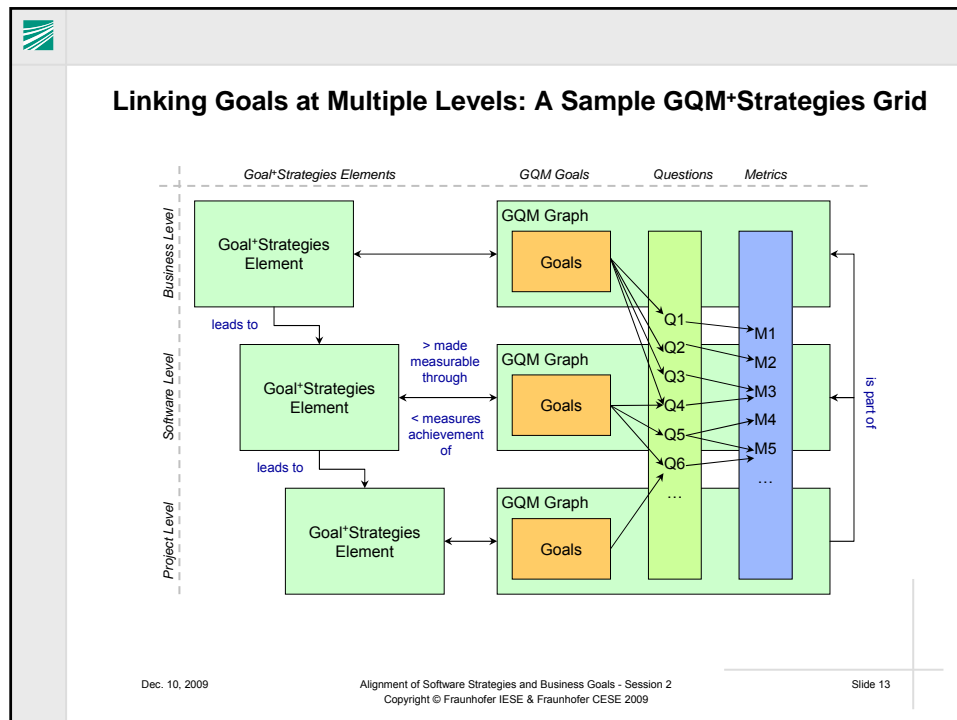 Linking Goals at Multiple Levels: A Sample GQM+Strategies Grid
Goal+Strategies Elements
GQM Goals
Questions
Metrics
Business Level
Goal+Strategies
Element
GQM Graph
Goals
leads to
Software Level
Goal+Strategies
Element
> made
measurable
through
< measures
achievement
of
GQM Graph
Goals
leads to
Project Level
Goal+Strategies
Element
GQM Graph
Goals
Q1
Q2
Q3
Q4
Q5
Q6
...
M1
M2
M3
M4
M5
...
is part of
Dec. 10, 2009
Alignment of Software Strategies and Business Goals - Session 2
Copyright © Fraunhofer IESE & Fraunhofer CESE 2009
Slide 13